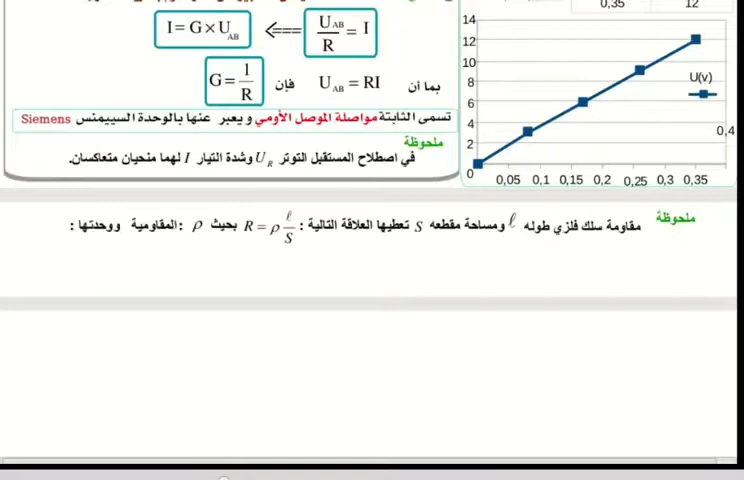 0,35 12
U_AB/R = I <=== I = G × U_AB
بما أن U_AB = RI فإن G = 1/R
تسمى الثابتة مواصلة الموصل الأومي ويعبر عنها بالوحدة السييمنس Siemens
ملحوظة
في اصطلاح المستقبل التوتر U_R وشدة التيار I لهما منحيان متعاكسان.
14
12
10
8
6
4
2
0
U(v)
0,4
0,05 0,1 0,15 0,2 0,25 0,3 0,35
ملحوظة
مقاومة سلك فلزي طوله ℓ ومساحة مقطعه S تعطيها العلاقة التالية : R = ρ ℓ/S بحيث ρ : المقاومية ووحدتها :